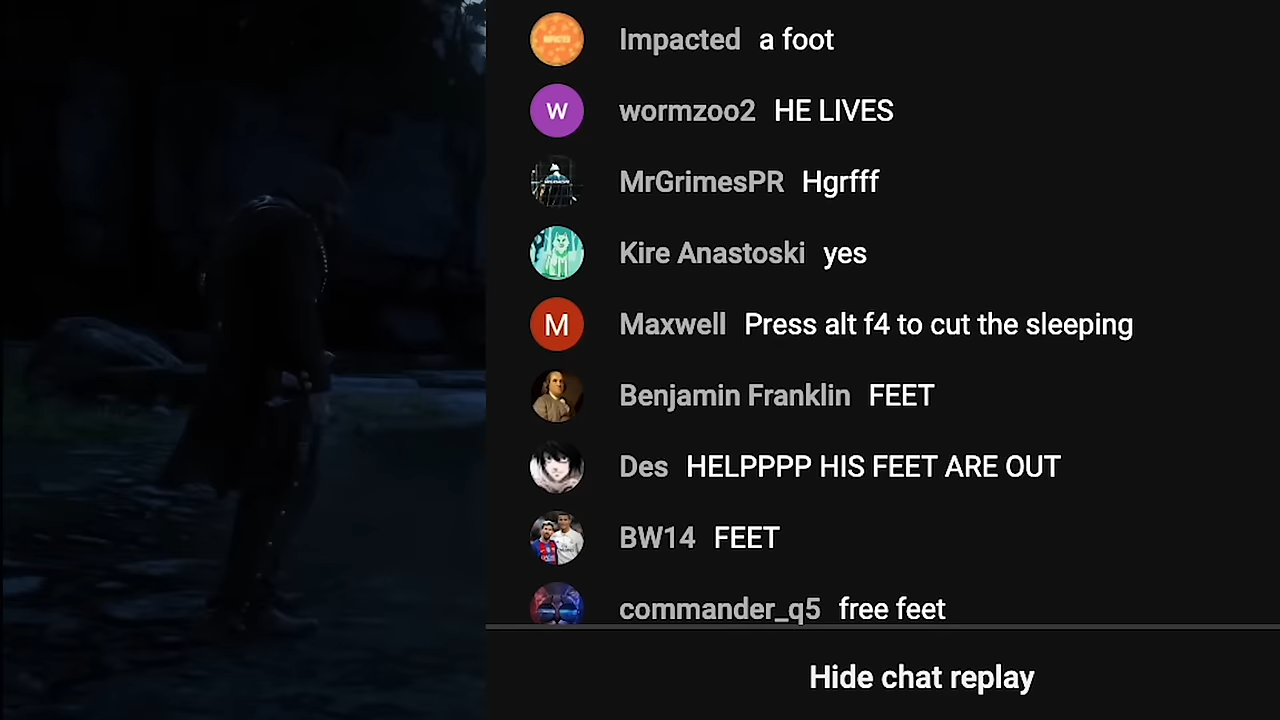 Impacted a foot
W wormzoo2 HE LIVES
MrGrimesPR Hgrfff
Kire Anastoski yes
M Maxwell Press alt f4 to cut the sleeping
Benjamin Franklin FEET
Des HELPPPP HIS FEET ARE OUT
BW14 FEET
commander_q5 free feet
Hide chat replay